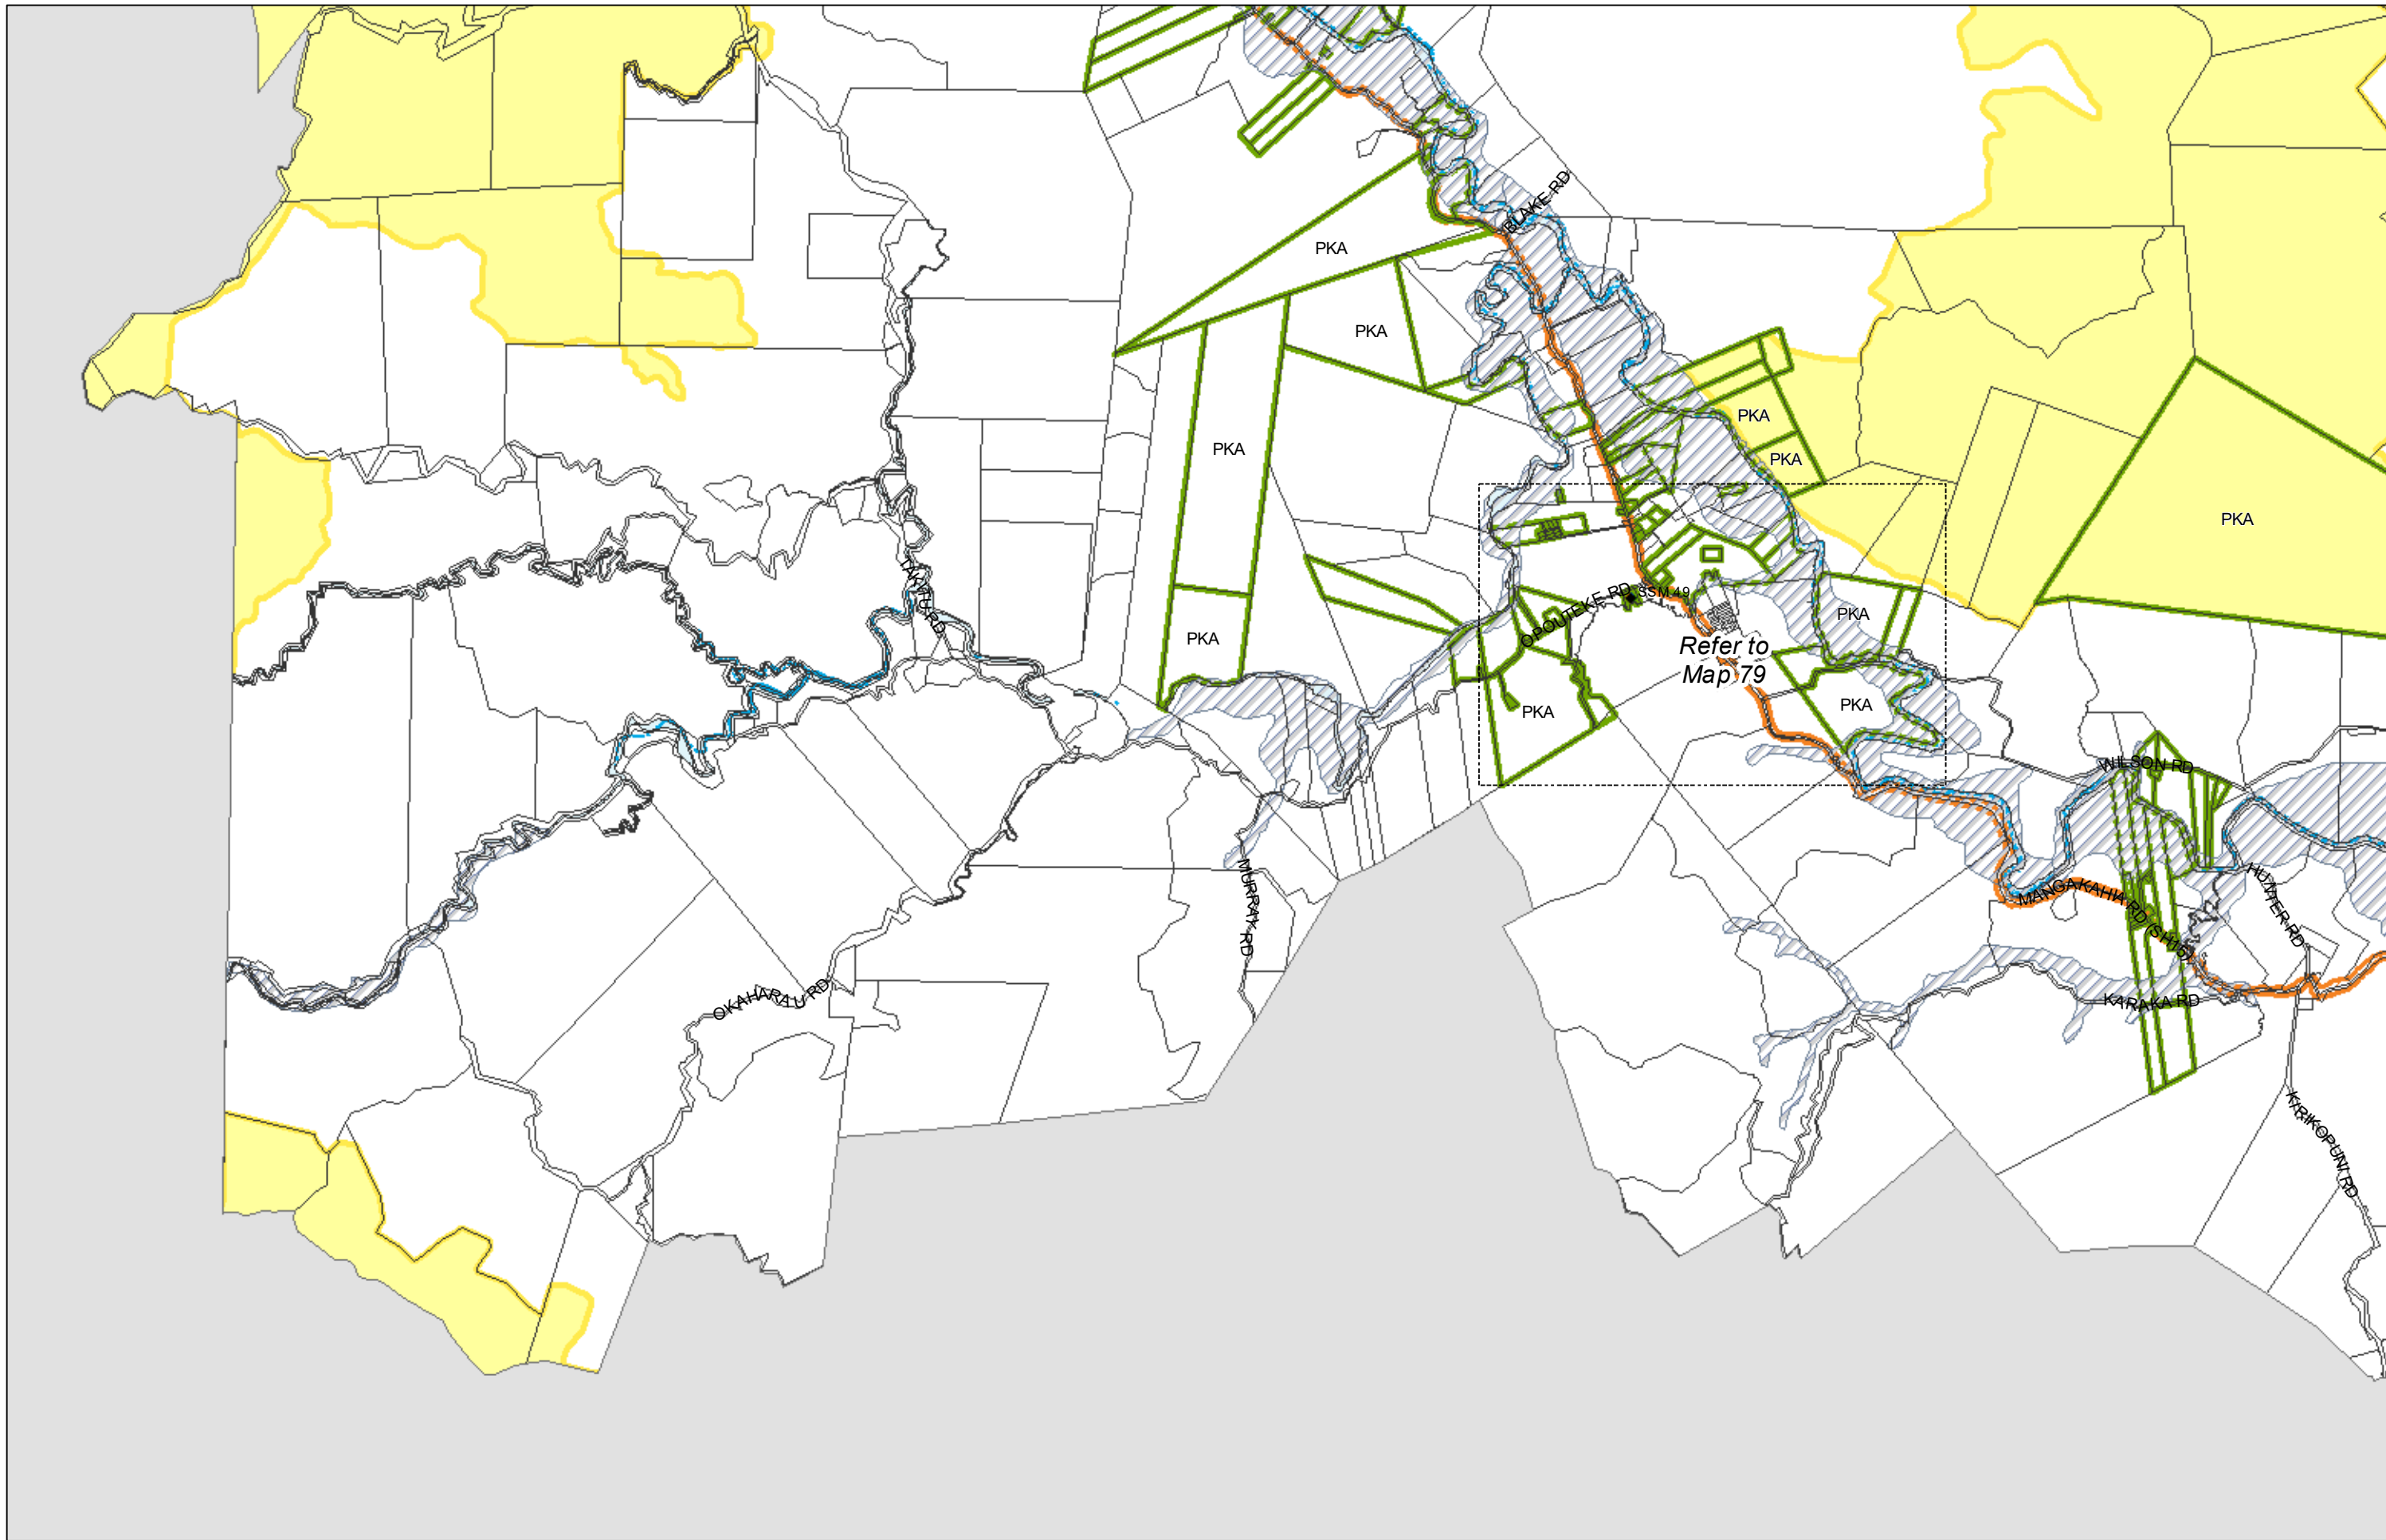 BLAKE RD
PKA
PKA
PKA
PKA
PKA
PKA
TAKITU RD
OPOUTEKE RD
SSM 49
PKA
PKA
Refer to
Map 79
PKA
PKA
WILSON RD
MURRAY RD
MANGAKAHIA RD (SH15)
HUNTER RD
OKAHARAU RD
KARAKA RD
KIRIKOPUNI RD